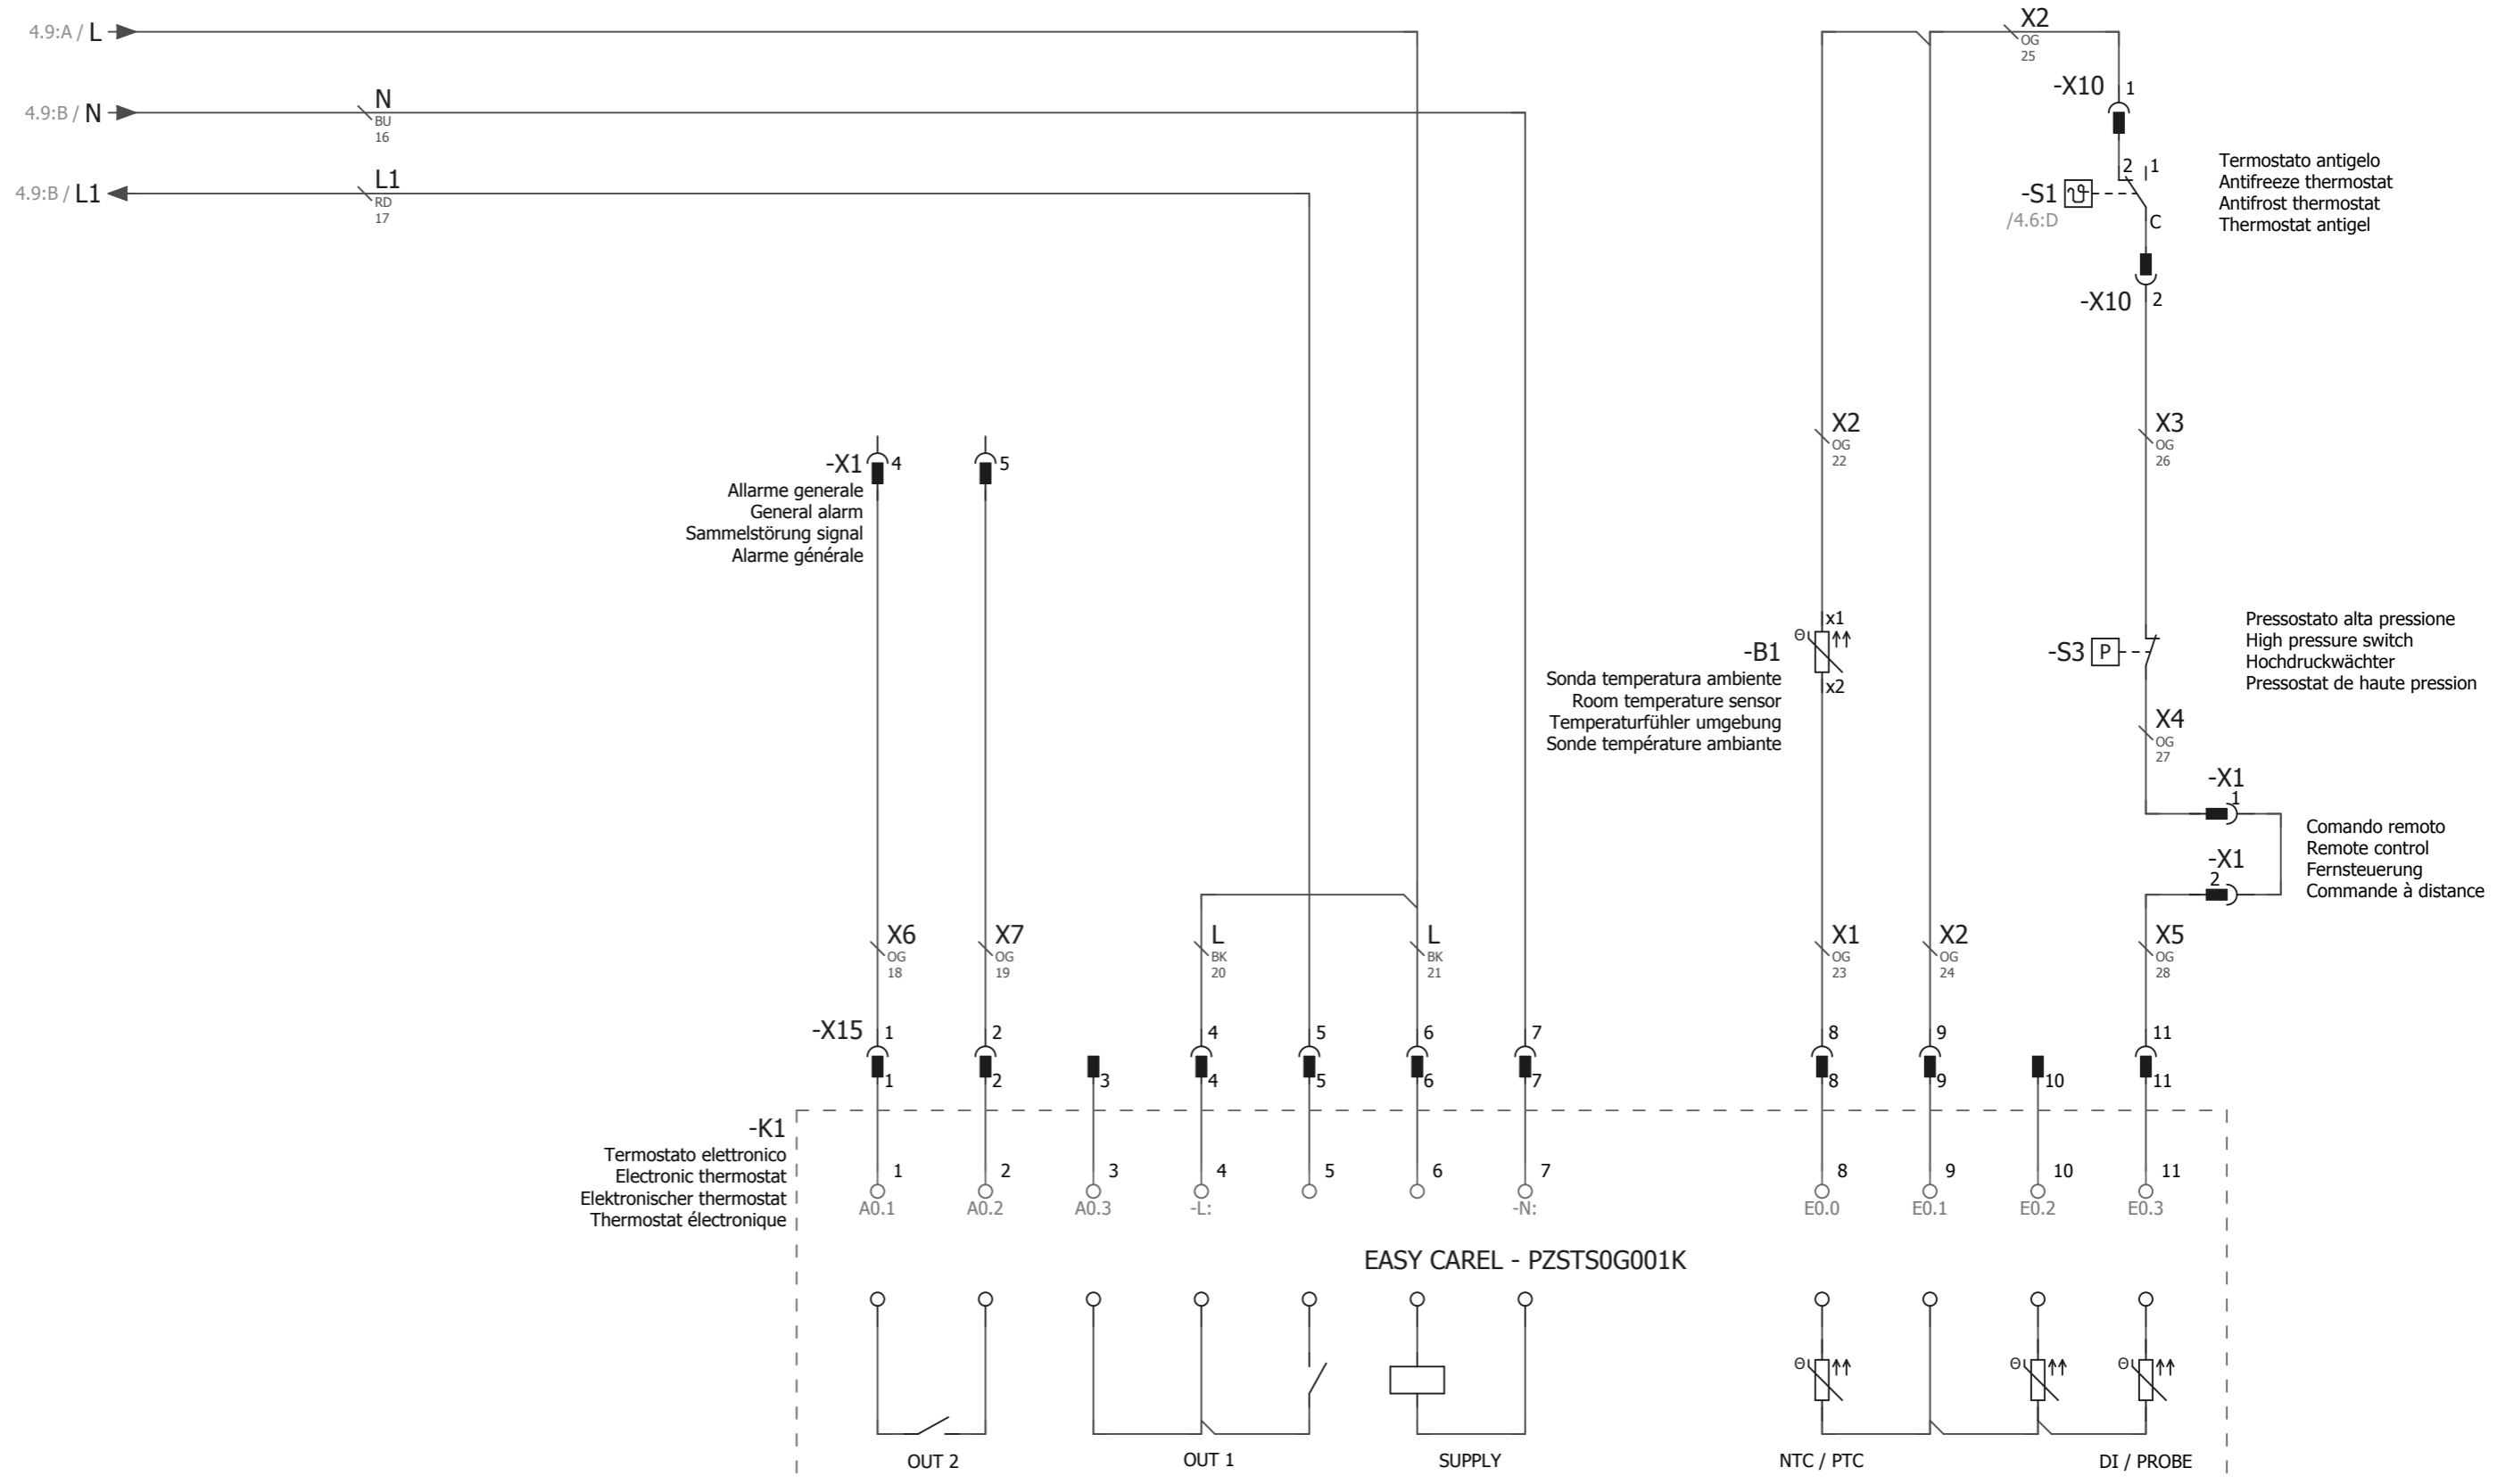 4.9:A / L
4.9:B / N
N
BU
16
4.9:B / L1
L1
RD
17
X2
OG
25
-X10 1
2 1
-S1
/4.6:D
C
Termostato antigelo
Antifreeze thermostat
Antifrost thermostat
Thermostat antigel
-X10 2
-X1 4
5
Allarme generale
General alarm
Sammelstörung signal
Alarme générale
X2
OG
22
X3
OG
26
x1
Θ
-B1
x2
Sonda temperatura ambiente
Room temperature sensor
Temperaturfühler umgebung
Sonde température ambiante
-S3 P
Pressostato alta pressione
High pressure switch
Hochdruckwächter
Pressostat de haute pression
X4
OG
27
-X1
1
-X1
2
Comando remoto
Remote control
Fernsteuerung
Commande à distance
X6
OG
18
X7
OG
19
L
BK
20
L
BK
21
X1
OG
23
X2
OG
24
X5
OG
28
-X15 1 2 4 5 6 7 8 9 11
1 2 3 4 5 6 7 8 9 10 11
-K1
Termostato elettronico
Electronic thermostat
Elektronischer thermostat
Thermostat électronique
1 2 3 4 5 6 7 8 9 10 11
A0.1 A0.2 A0.3 -L: -N: E0.0 E0.1 E0.2 E0.3
EASY CAREL - PZSTS0G001K
Θ Θ Θ
OUT 2 OUT 1 SUPPLY NTC / PTC DI / PROBE